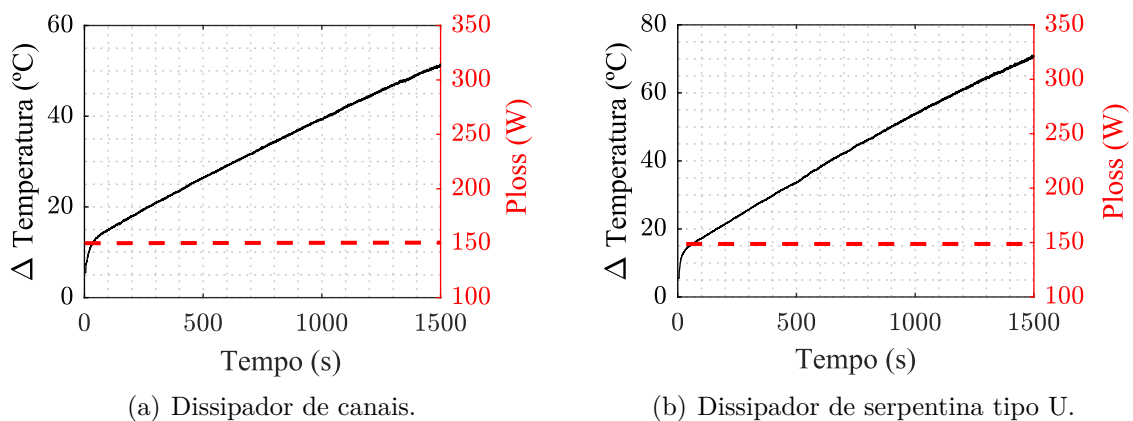 60
40
20
0
Δ Temperatura (ºC)
350
300
250
200
150
100
Ploss (W)
0 500 1000 1500
Tempo (s)
(a) Dissipador de canais.
80
60
40
20
0
Δ Temperatura (ºC)
350
300
250
200
150
100
Ploss (W)
0 500 1000 1500
Tempo (s)
(b) Dissipador de serpentina tipo U.